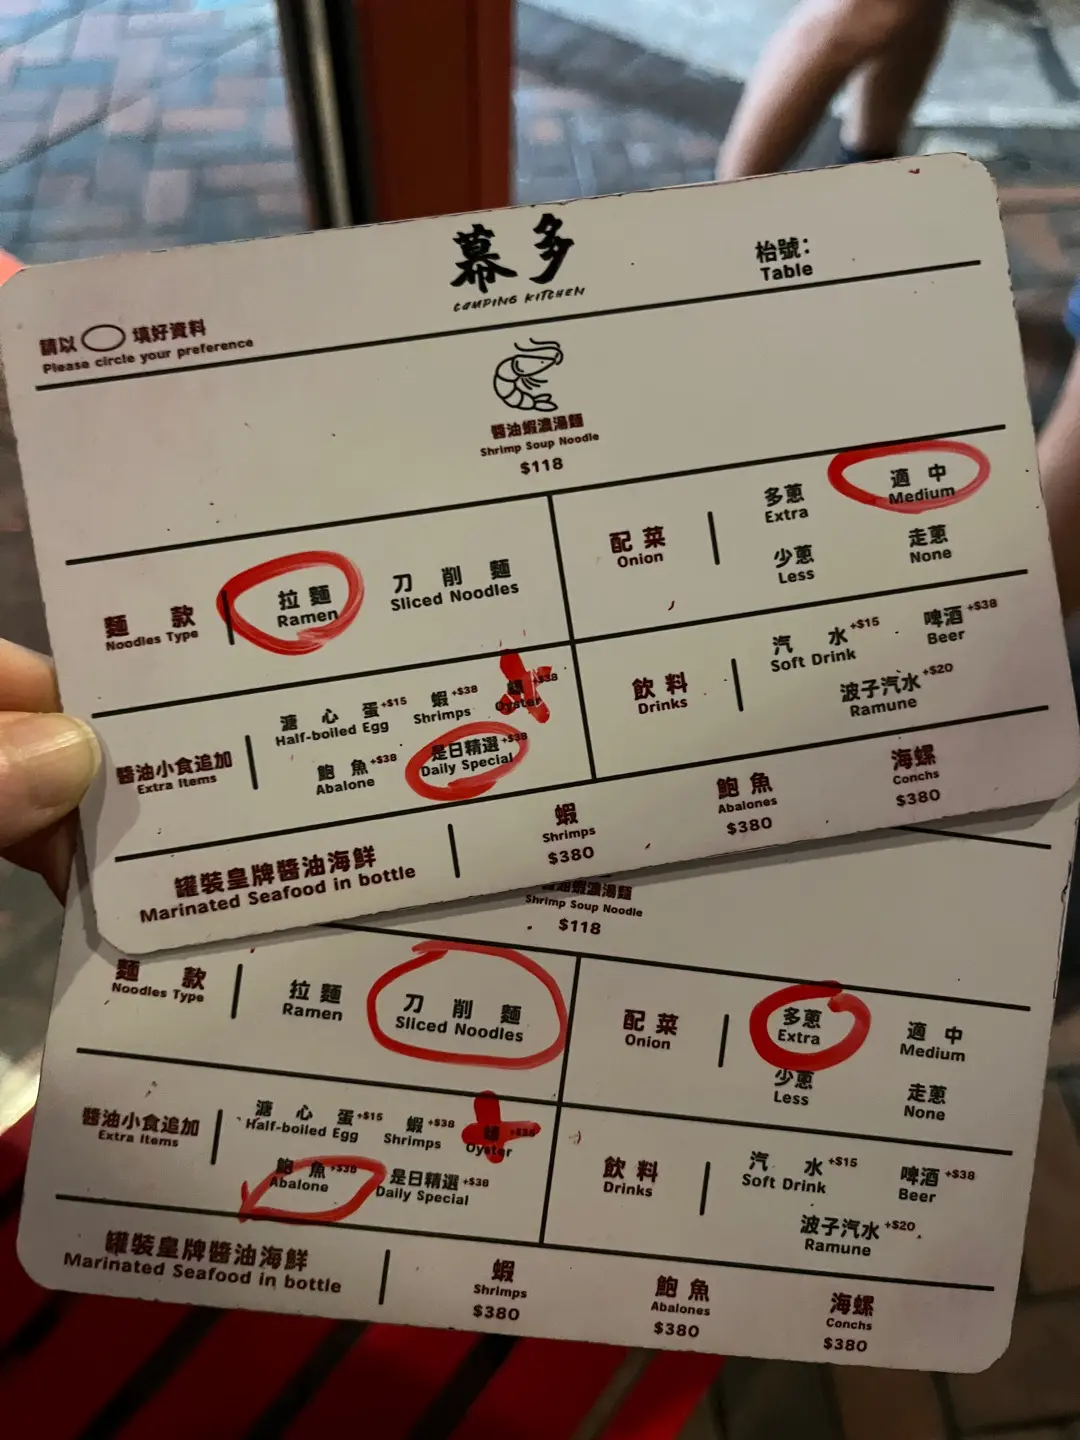 幕多
CAMPING KITCHEN
枱號：
Table
請以 填好資料
Please circle your preference
醬油蝦濃湯麵
Shrimp Soup Noodle
$118
麵 款
Noodles Type
拉麵
Ramen
刀削麵
Sliced Noodles
配菜
Onion
多蔥
Extra
適中
Medium
少蔥
Less
走蔥
None
醬油小食追加
Extra Items
溏心蛋+$15
Half-boiled Egg
蝦+$38
Shrimps
+$38
Oyster
鮑魚+$38
Abalone
是日精選+$38
Daily Special
飲料
Drinks
汽水+$15
Soft Drink
啤酒+$38
Beer
波子汽水+$20
Ramune
罐裝皇牌醬油海鮮
Marinated Seafood in bottle
蝦
Shrimps
$380
鮑魚
Abalones
$380
海螺
Conchs
$380
醬油蝦濃湯麵
Shrimp Soup Noodle
$118
麵 款
Noodles Type
拉麵
Ramen
刀削麵
Sliced Noodles
配菜
Onion
多蔥
Extra
適中
Medium
少蔥
Less
走蔥
None
醬油小食追加
Extra Items
溏心蛋+$15
Half-boiled Egg
蝦+$38
Shrimps
+$38
Oyster
鮑魚+$38
Abalone
是日精選+$38
Daily Special
飲料
Drinks
汽水+$15
Soft Drink
啤酒+$38
Beer
波子汽水+$20
Ramune
罐裝皇牌醬油海鮮
Marinated Seafood in bottle
蝦
Shrimps
$380
鮑魚
Abalones
$380
海螺
Conchs
$380